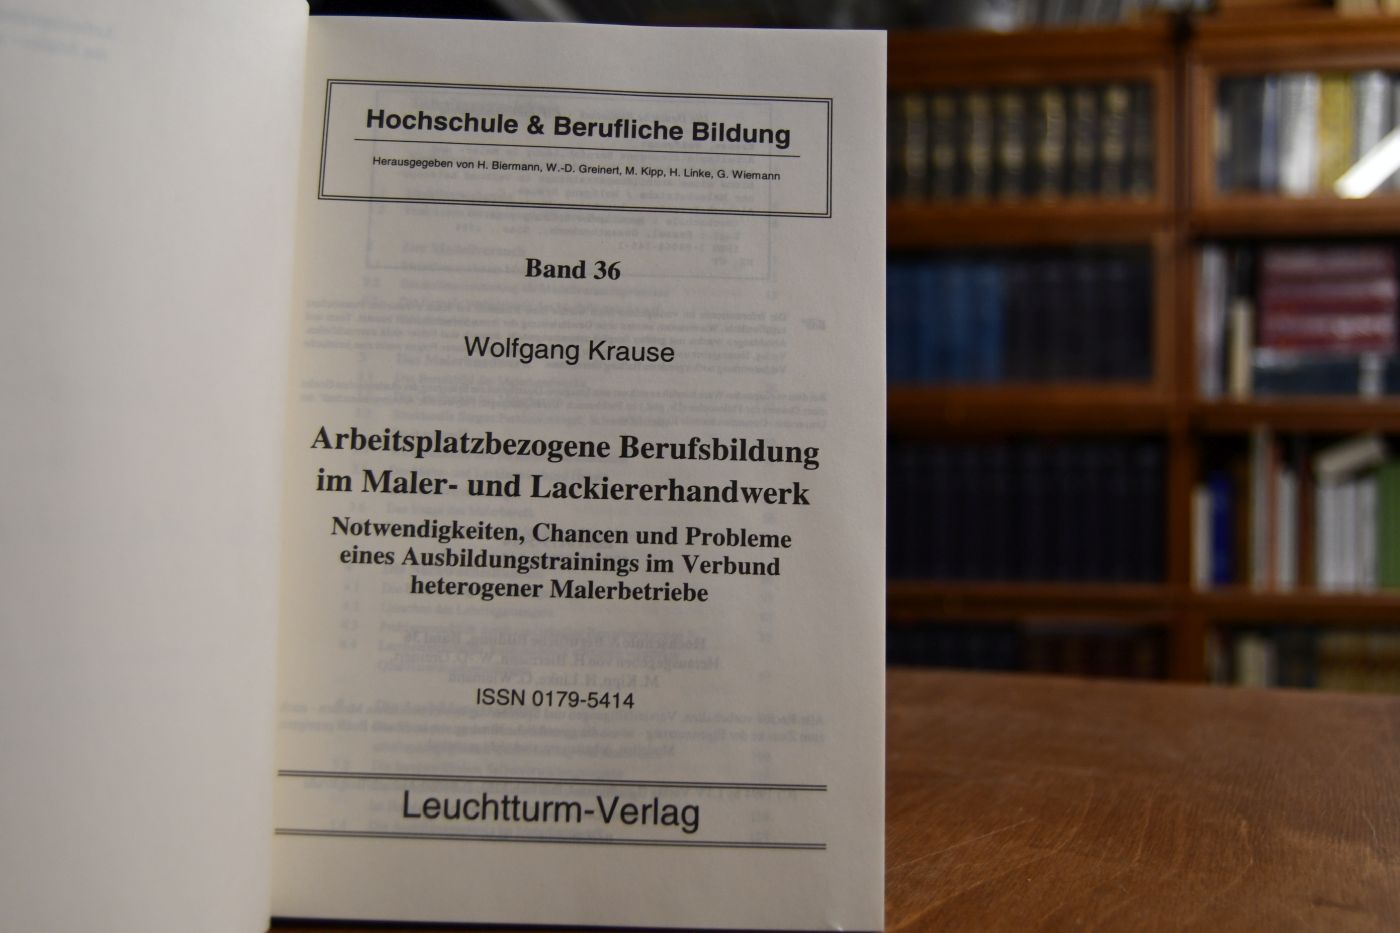 Hochschule & Berufliche Bildung
Herausgegeben von H. Biermann, W.-D. Greinert, M. Kipp, H. Linke, G. Wiemann
Band 36
Wolfgang Krause
Arbeitsplatzbezogene Berufsbildung
im Maler- und Lackiererhandwerk
Notwendigkeiten, Chancen und Probleme
eines Ausbildungstrainings im Verbund
heterogener Malerbetriebe
ISSN 0179-5414
Leuchtturm-Verlag